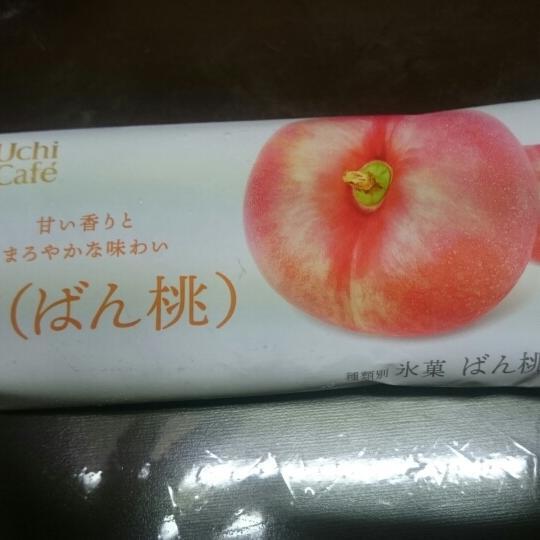 Uchi
Café
甘い香りと
まろやかな味わい
(ばん桃)
種類別 氷菓 ばん桃